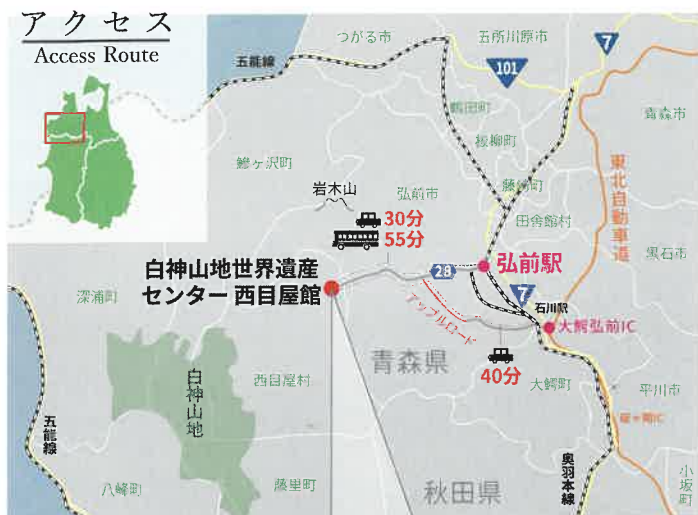 アクセス
Access Route
つがる市
五所川原市
7
五能線
101
鶴田町
青森市
板柳町
鰺ヶ沢町
岩木山
弘前市
藤崎町
東北自動車道
30分
田舎館村
55分
黒石市
白神山地世界遺産
センター 西目屋館
28
弘前駅
7
石川駅
深浦町
アップルロード
大鰐弘前IC
青森県
40分
白神山地
西目屋村
大鰐町
平川市
碇ヶ関IC
五能線
奥羽本線
八峰町
藤里町
秋田県
小坂町